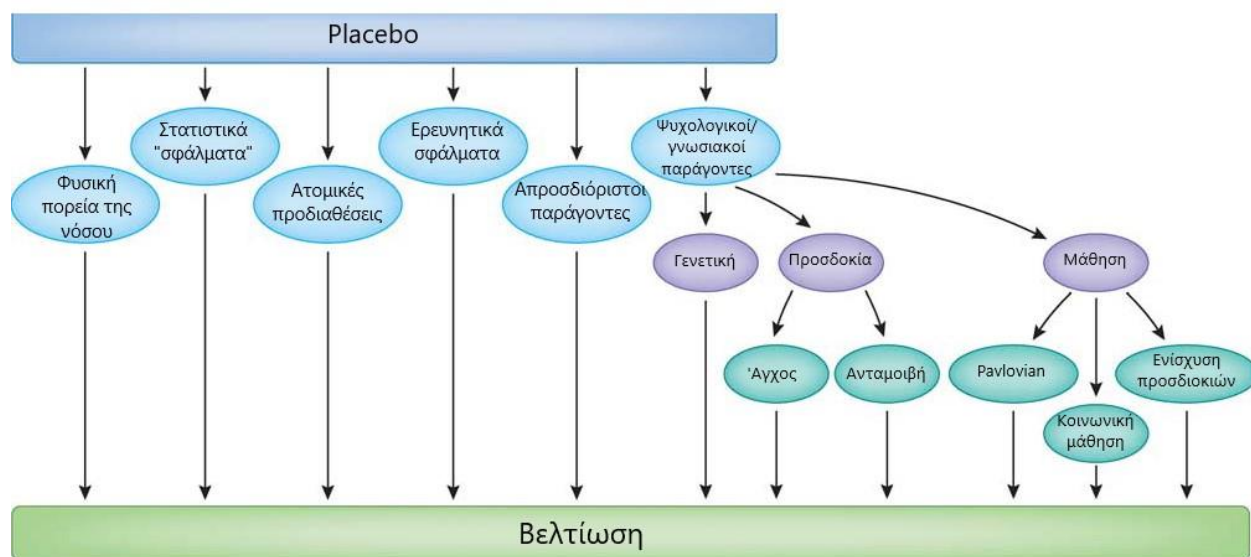 Placebo
Φυσική
πορεία της
νόσου
Στατιστικά
"σφάλματα"
Ατομικές
προδιαθέσεις
Ερευνητικά
σφάλματα
Απροσδιόριστοι
παράγοντες
Ψυχολογικοί/
γνωσιακοί
παράγοντες
Γενετική
Προσδοκία
Μάθηση
'Αγχος
Ανταμοιβή
Pavlovian
Κοινωνική
μάθηση
Ενίσχυση
προσδιοκιών
Βελτίωση